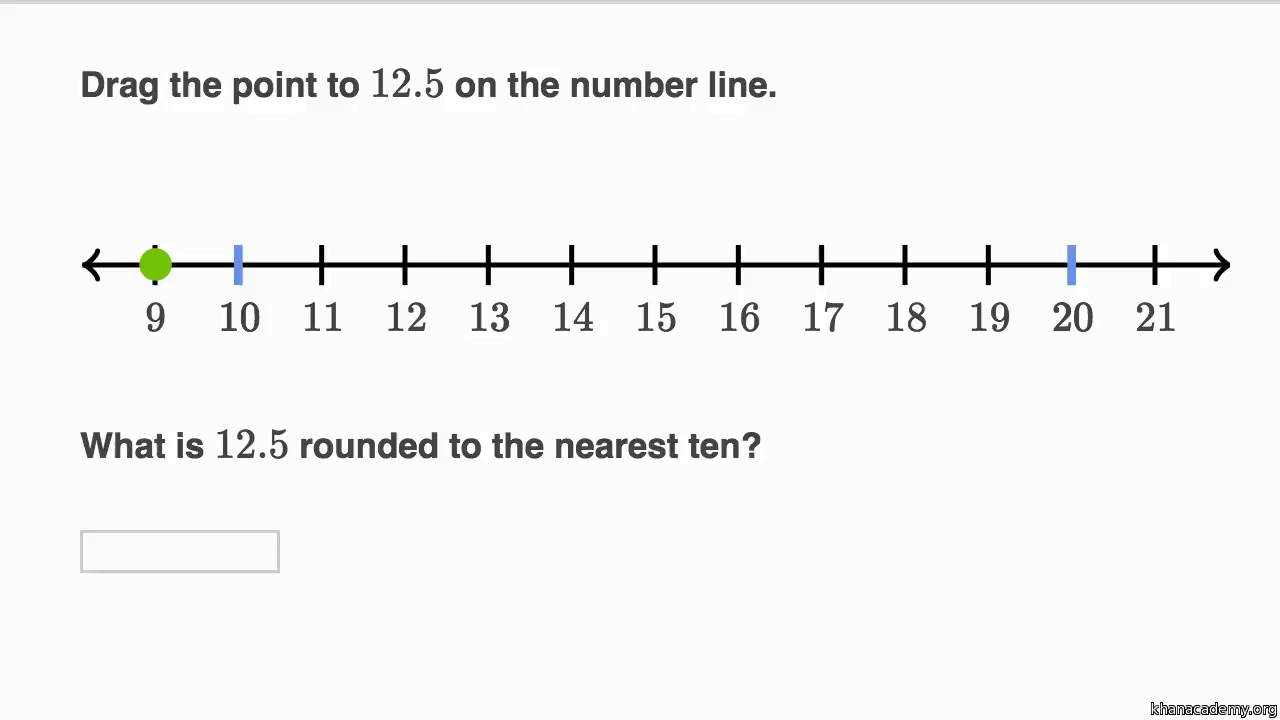 Drag the point to 12.5 on the number line.
9 10 11 12 13 14 15 16 17 18 19 20 21
What is 12.5 rounded to the nearest ten?
khanacademy.org